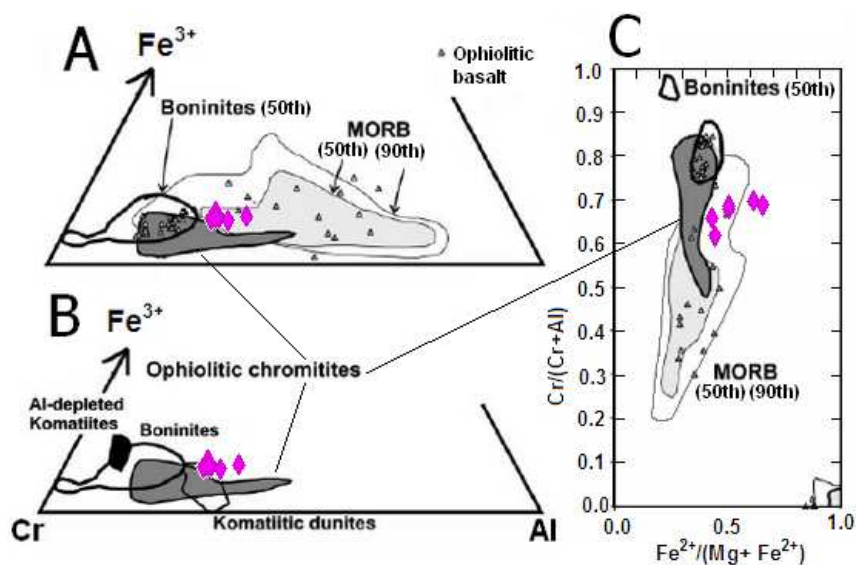 A
Fe3+
Ophiolitic
basalt
Boninites (50th)
MORB
(50th) (90th)
B
Fe3+
Ophiolitic chromitites
Al-depleted
Komatiites
Boninites
Komatiitic dunites
Cr
Al
C
1.0
Boninites (50th)
0.9
0.8
0.7
0.6
0.5
0.4
0.3
0.2
0.1
0.0
Cr/(Cr+Al)
MORB
(50th) (90th)
0.0
0.5
1.0
Fe2+/(Mg+ Fe2+)